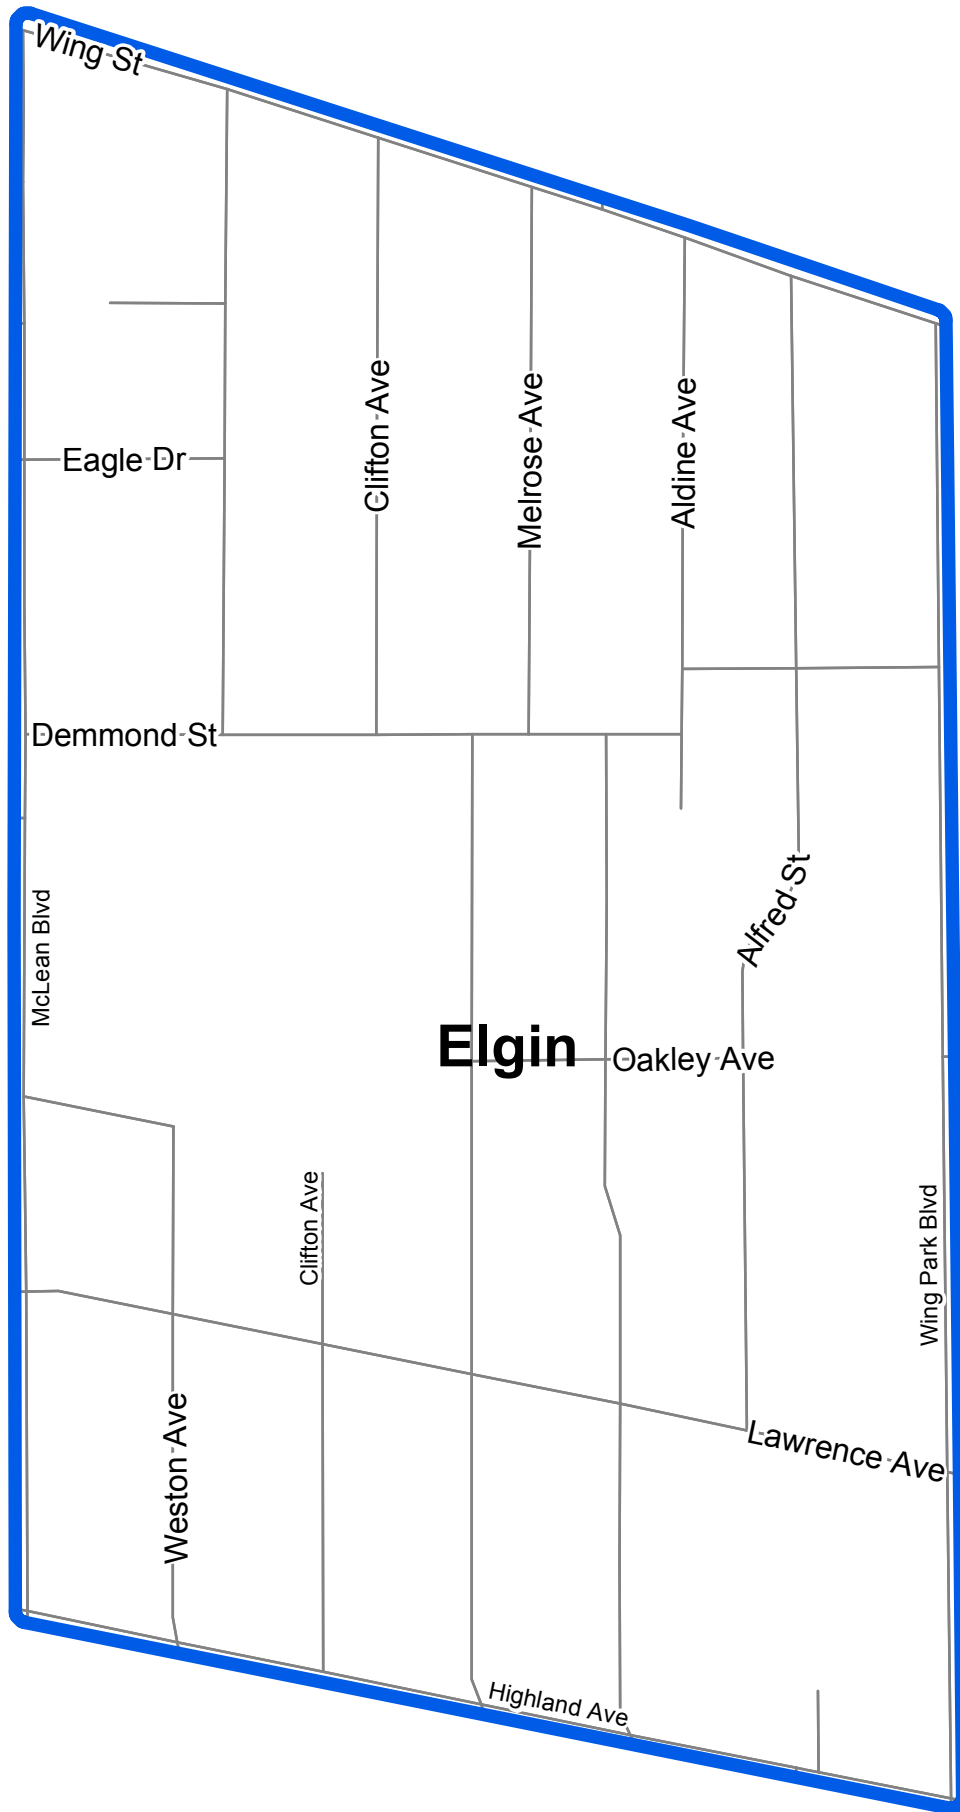 Wing St
Clifton Ave
Melrose Ave
Aldine Ave
Eagle Dr
Demmond St
Alfred St
McLean Blvd
Elgin
Oakley Ave
Clifton Ave
Wing Park Blvd
Weston Ave
Lawrence Ave
Highland Ave